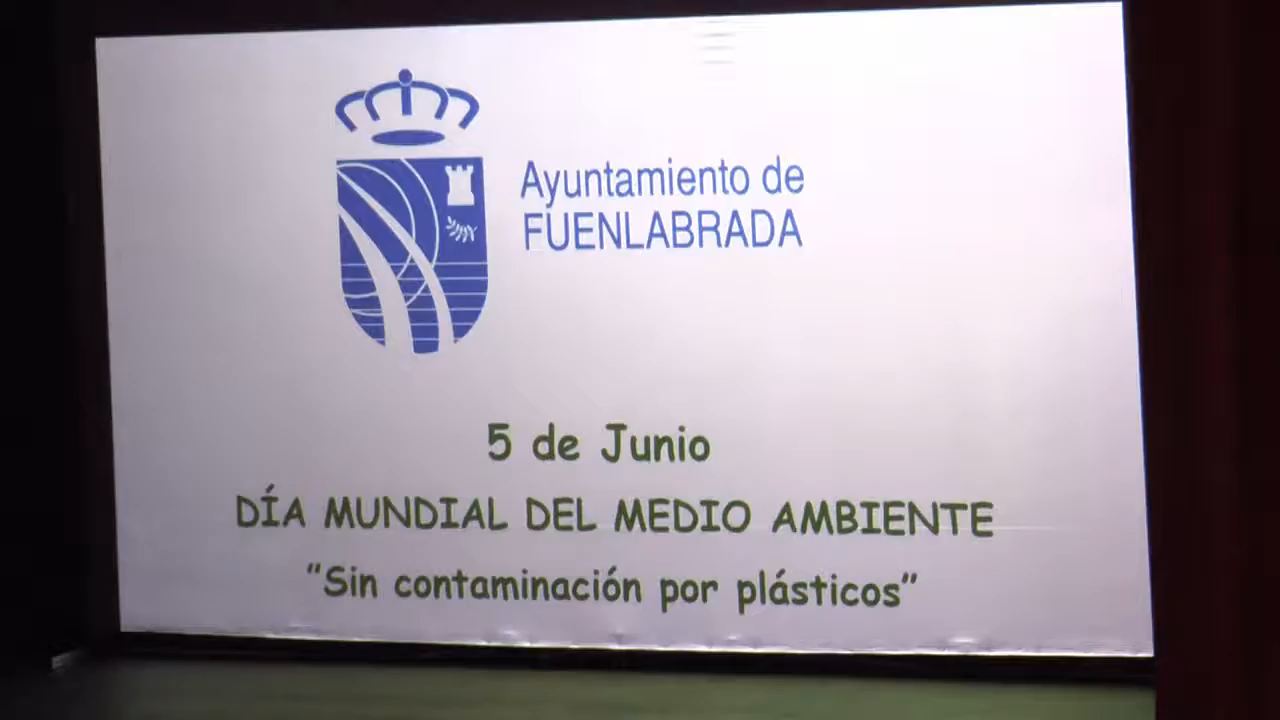 Ayuntamiento de
FUENLABRADA
5 de Junio
DÍA MUNDIAL DEL MEDIO AMBIENTE
"Sin contaminación por plásticos"